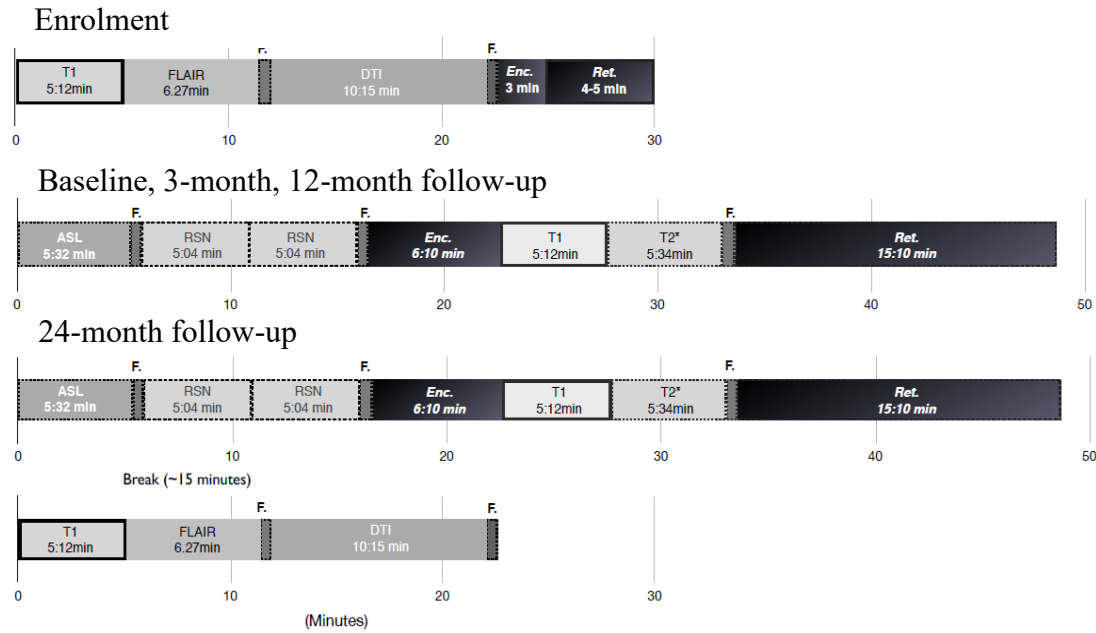 Enrolment
F.
F.
T1
5:12min
FLAIR
6.27min
DTI
10:15 min
Enc.
3 min
Ret.
4-5 min
0
10
20
30
Baseline, 3-month, 12-month follow-up
F.
F.
F.
ASL
5:32 min
RSN
5:04 min
RSN
5:04 min
Enc.
6:10 min
T1
5:12min
T2*
5:34min
Ret.
15:10 min
0
10
20
30
40
50
24-month follow-up
F.
F.
F.
ASL
5:32 min
RSN
5:04 min
RSN
5:04 min
Enc.
6:10 min
T1
5:12min
T2*
5:34min
Ret.
15:10 min
0
10
20
30
40
50
Break (~15 minutes)
F.
F.
T1
5:12min
FLAIR
6.27min
DTI
10:15 min
0
10
20
30
(Minutes)